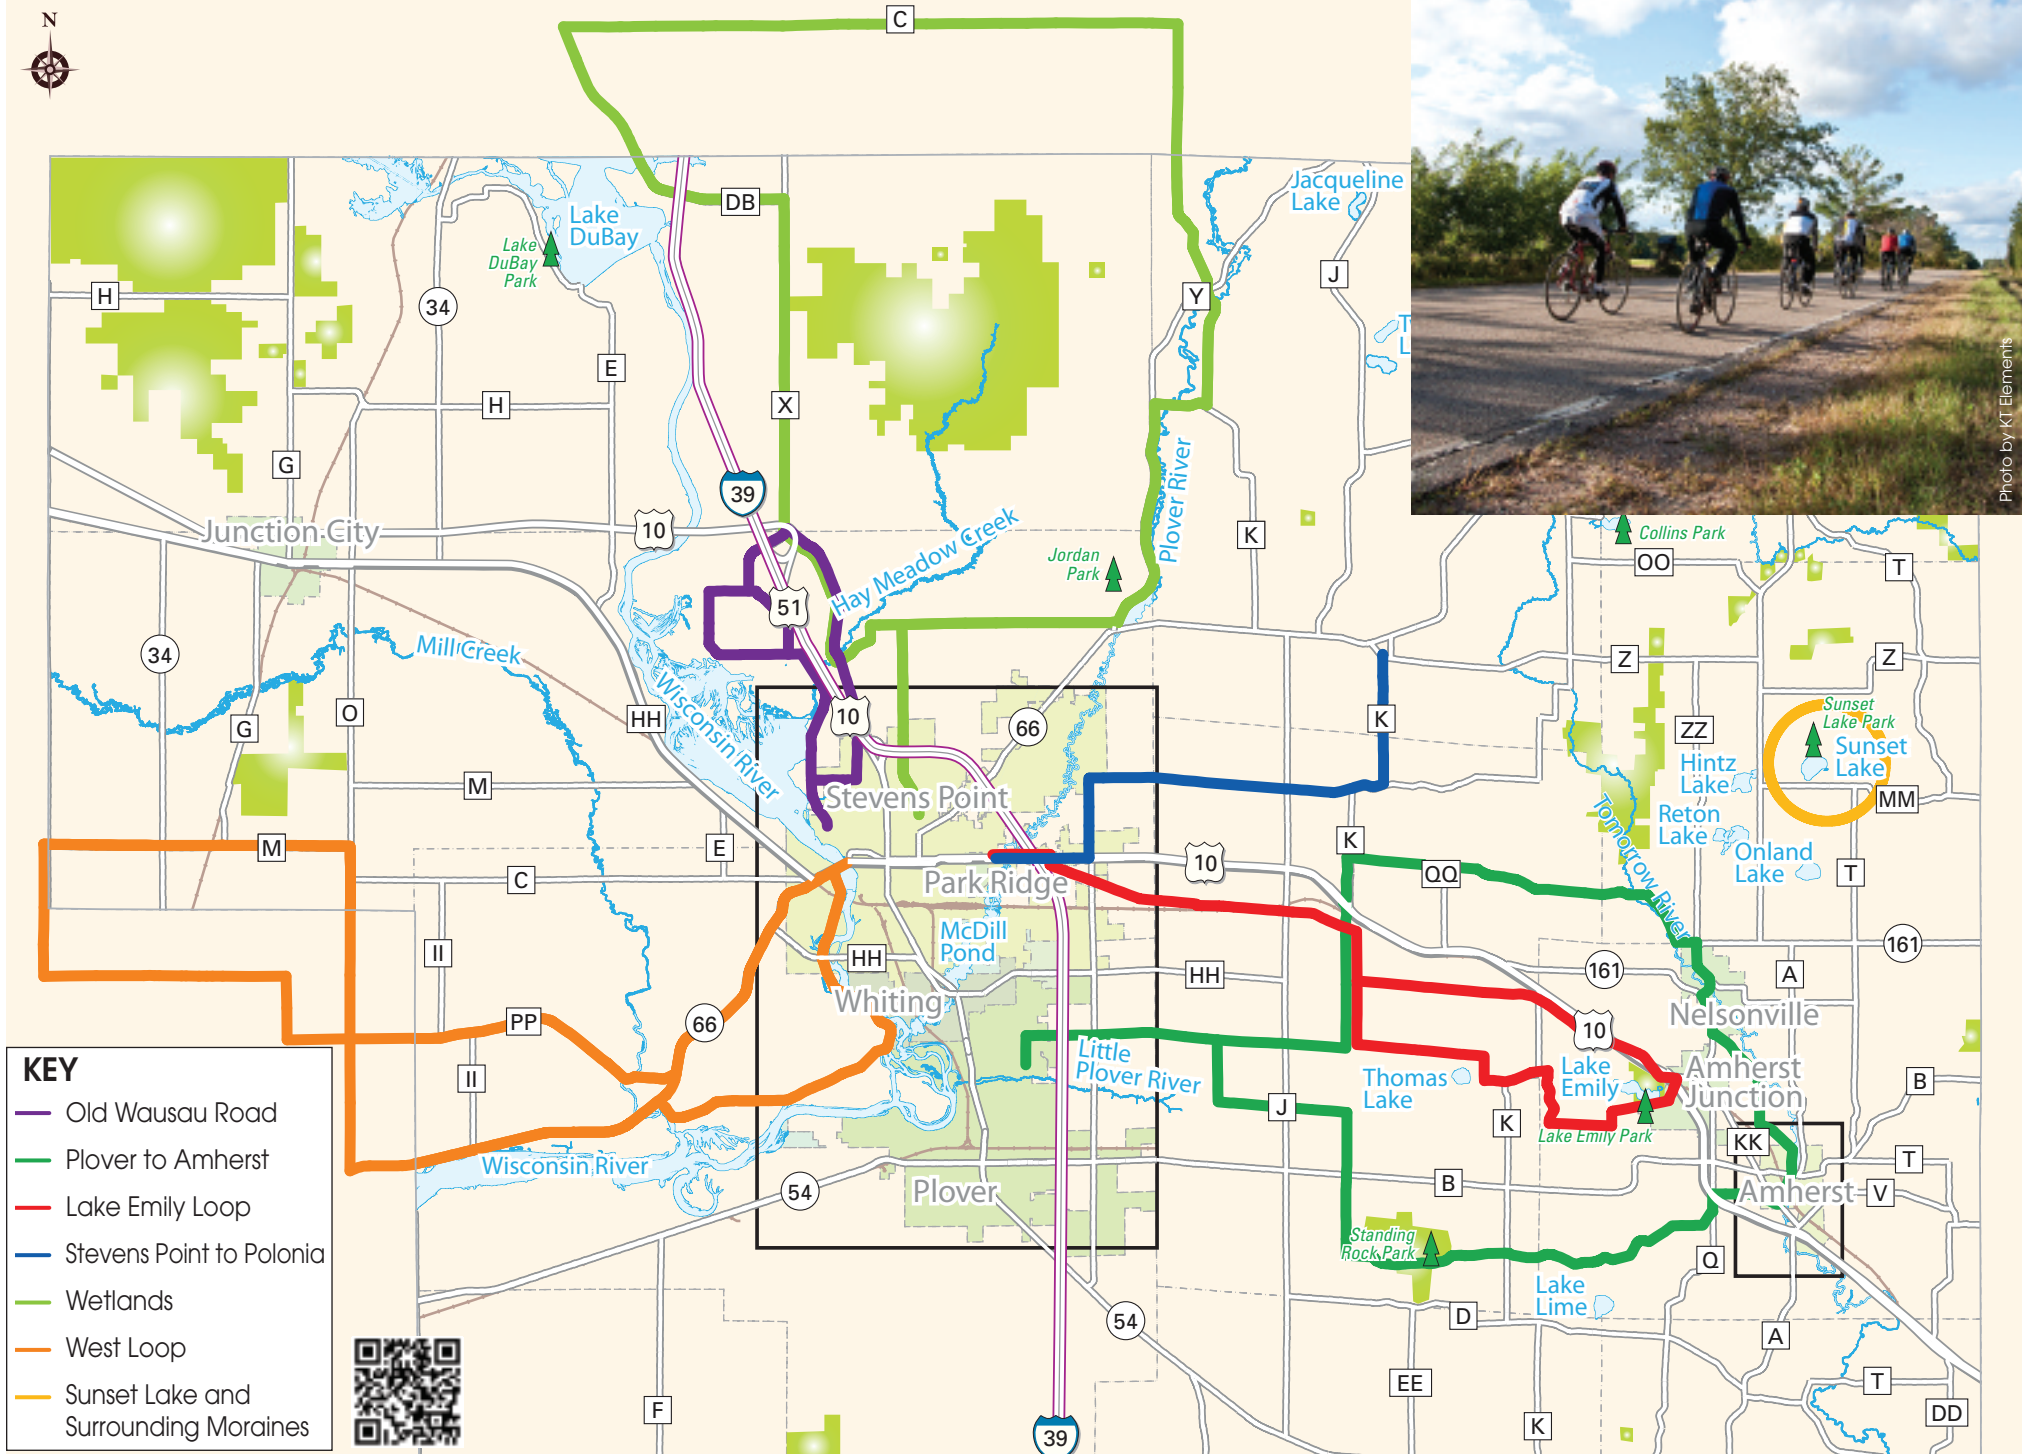 N
C
Jacqueline
Lake
DB
Lake
DuBay
Lake
DuBay
Park
H
34
Y
J
T
L
E
H
X
G
39
Photo by KT Elements
Junction City
10
Hay Meadow Creek
Jordan
Park
Plover River
K
Collins Park
OO
T
51
34
Mill Creek
Wisconsin River
Z
Z
G
O
HH
10
66
K
ZZ
Sunset
Lake Park
Sunset
Lake
Hintz
Lake
M
Stevens Point
MM
Tomorrow River
Reton
Lake
Onland
Lake
M
E
K
10
C
Park Ridge
QQ
T
McDill
Pond
II
HH
HH
161
161
A
Whiting
Nelsonville
PP
66
10
Little
Plover River
KEY
II
Thomas
Lake
Lake
Emily
Amherst
Junction
B
Old Wausau Road
J
K
Lake Emily Park
KK
Plover to Amherst
Wisconsin River
T
Lake Emily Loop
54
Plover
B
Amherst
V
Stevens Point to Polonia
Standing
Rock Park
Q
Wetlands
Lake
Lime
54
D
A
West Loop
EE
T
Sunset Lake and
Surrounding Moraines
F
39
K
DD